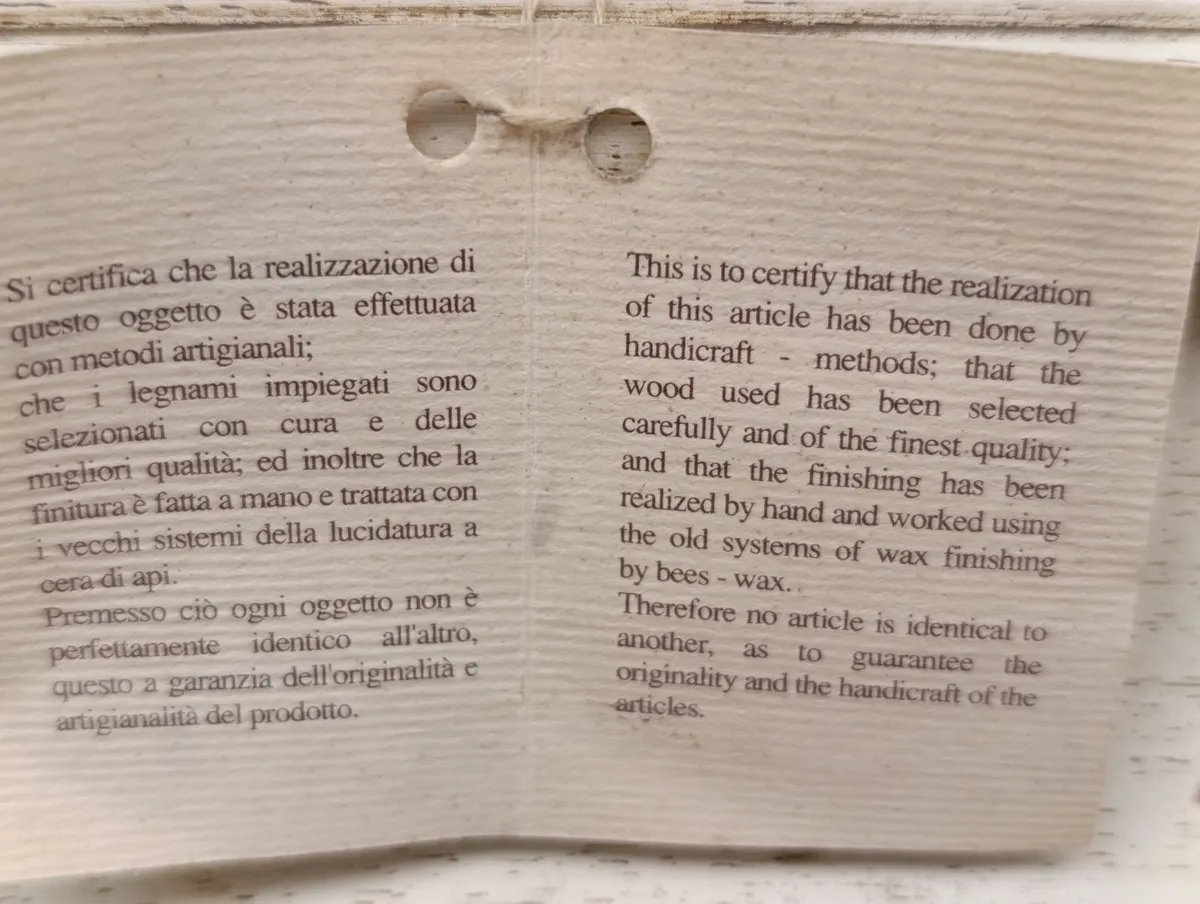 Si certifica che la realizzazione di
questo oggetto è stata effettuata
con metodi artigianali;
che i legnami impiegati sono
selezionati con cura e delle
migliori qualità; ed inoltre che la
finitura è fatta a mano e trattata con
i vecchi sistemi della lucidatura a
cera di api.
Premesso ciò ogni oggetto non è
perfettamente identico all'altro,
questo a garanzia dell'originalità e
artigianalità del prodotto.
This is to certify that the realization
of this article has been done by
handicraft - methods; that the
wood used has been selected
carefully and of the finest quality;
and that the finishing has been
realized by hand and worked using
the old systems of wax finishing
by bees - wax.
Therefore no article is identical to
another, as to guarantee the
originality and the handicraft of the
articles.